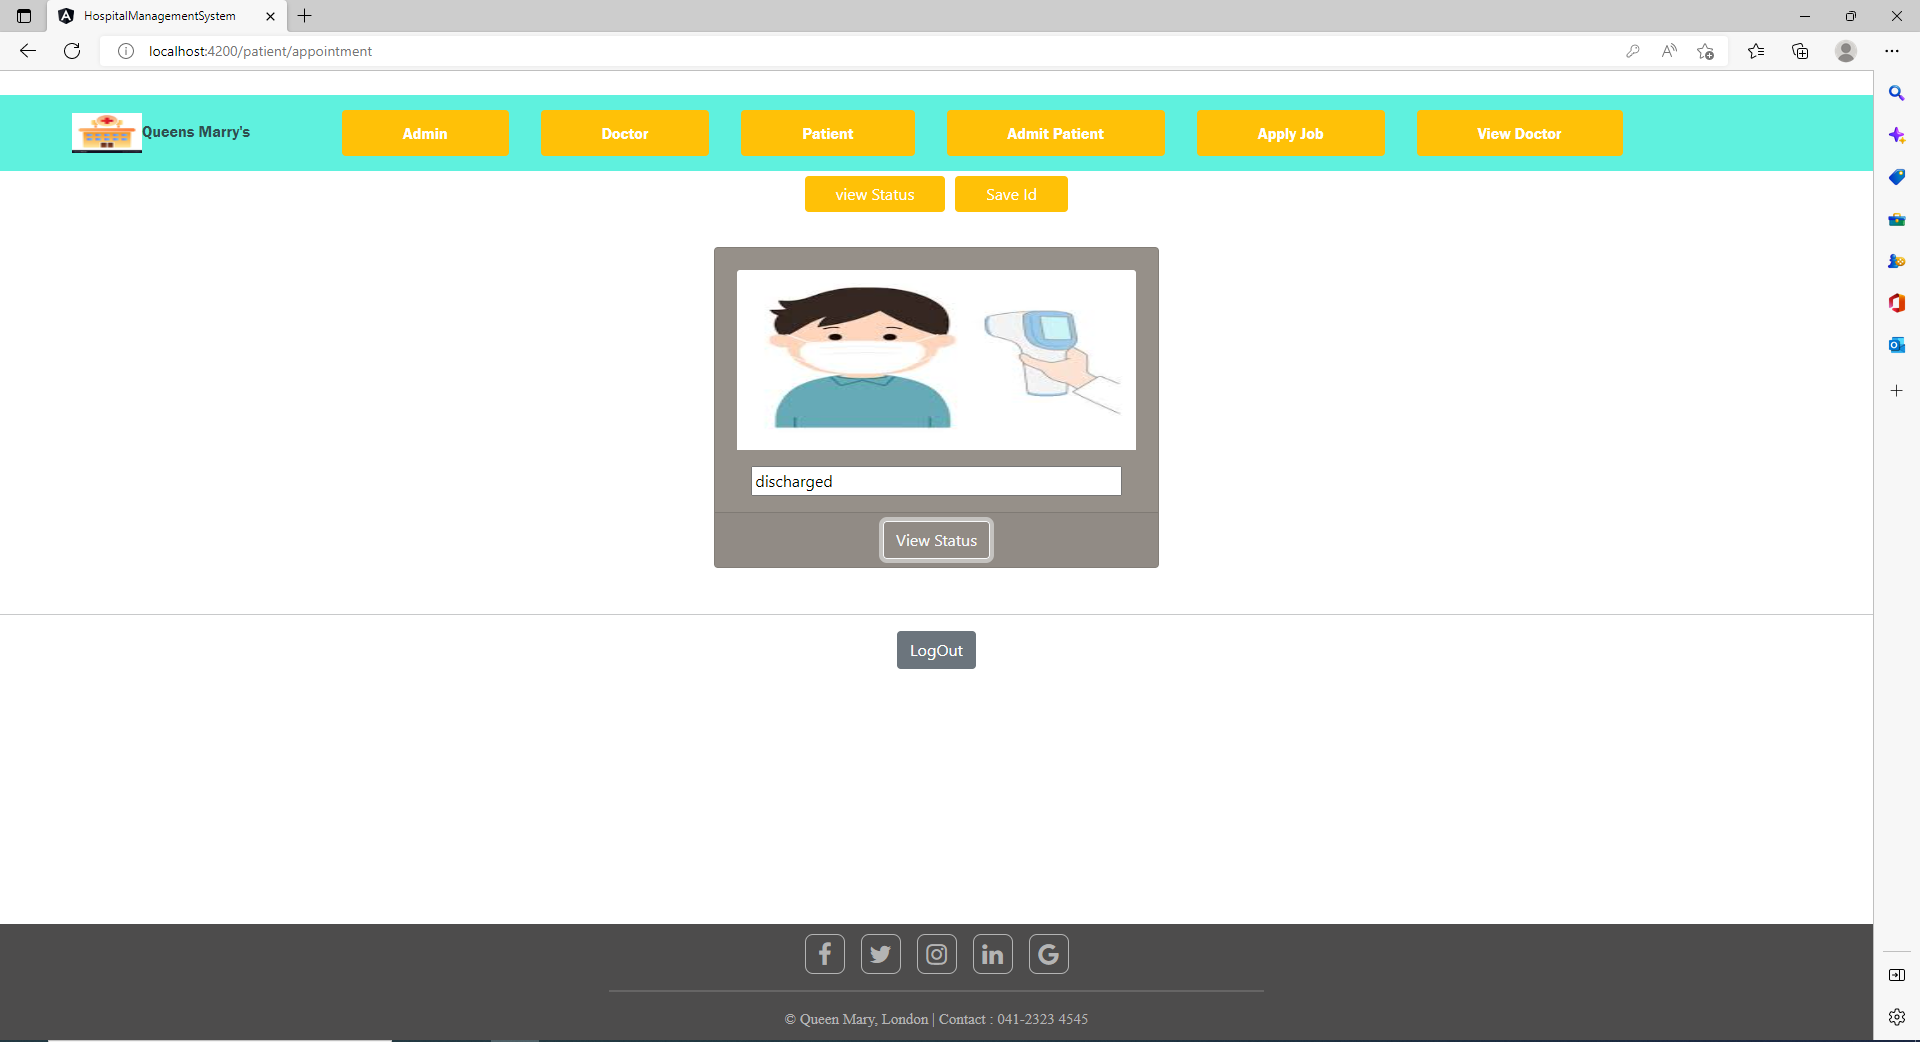 HospitalManagementSystem
localhost:4200/patient/appointment
Queens Marry's
Admin
Doctor
Patient
Admit Patient
Apply Job
View Doctor
view Status
Save Id
discharged
View Status
LogOut
© Queen Mary, London | Contact : 041-2323 4545